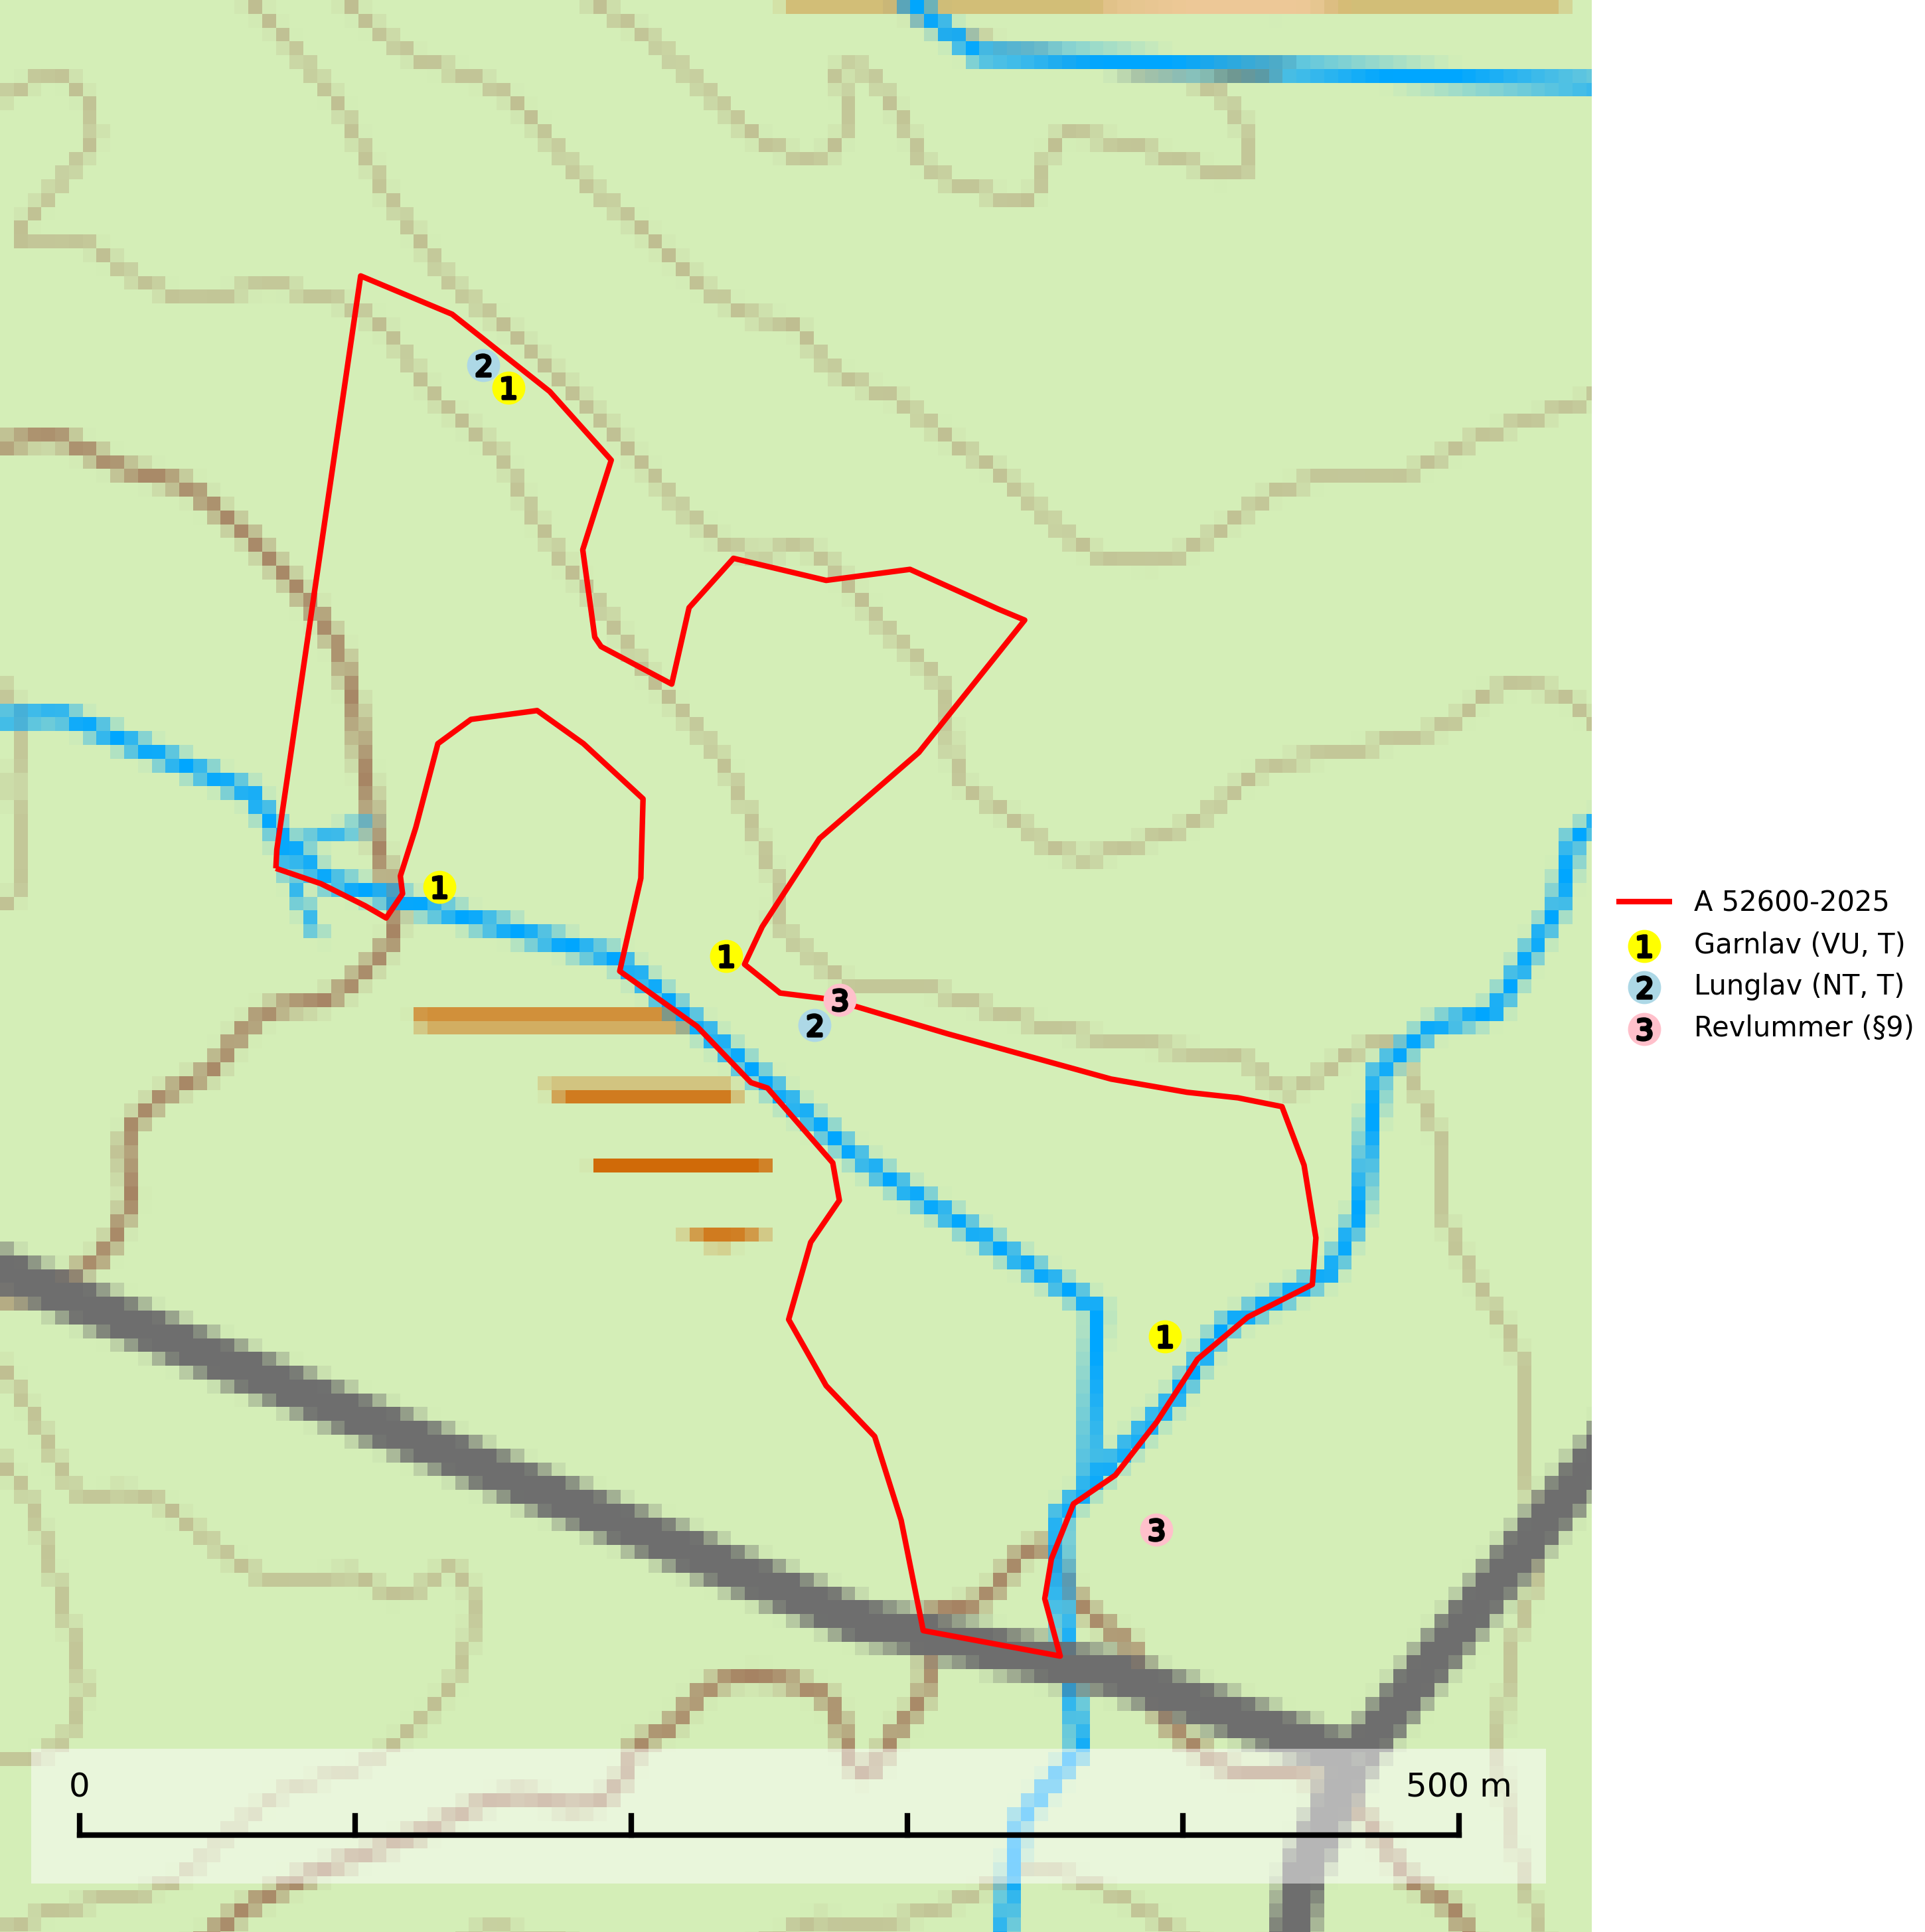 2
1
1
1
3
2
1
3
0 500 m
A 52600-2025
1 Garnlav (VU, T)
2 Lunglav (NT, T)
3 Revlummer (§9)